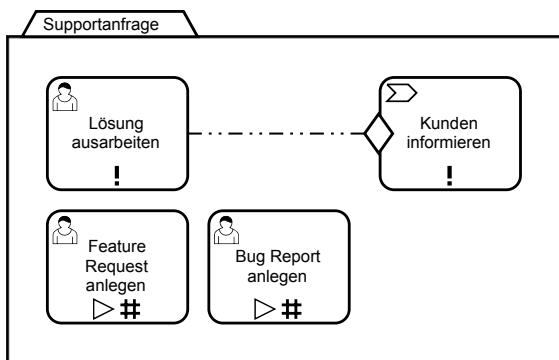 Supportanfrage
Lösung
ausarbeiten
!
Kunden
informieren
!
Feature
Request
anlegen
#
Bug Report
anlegen
#